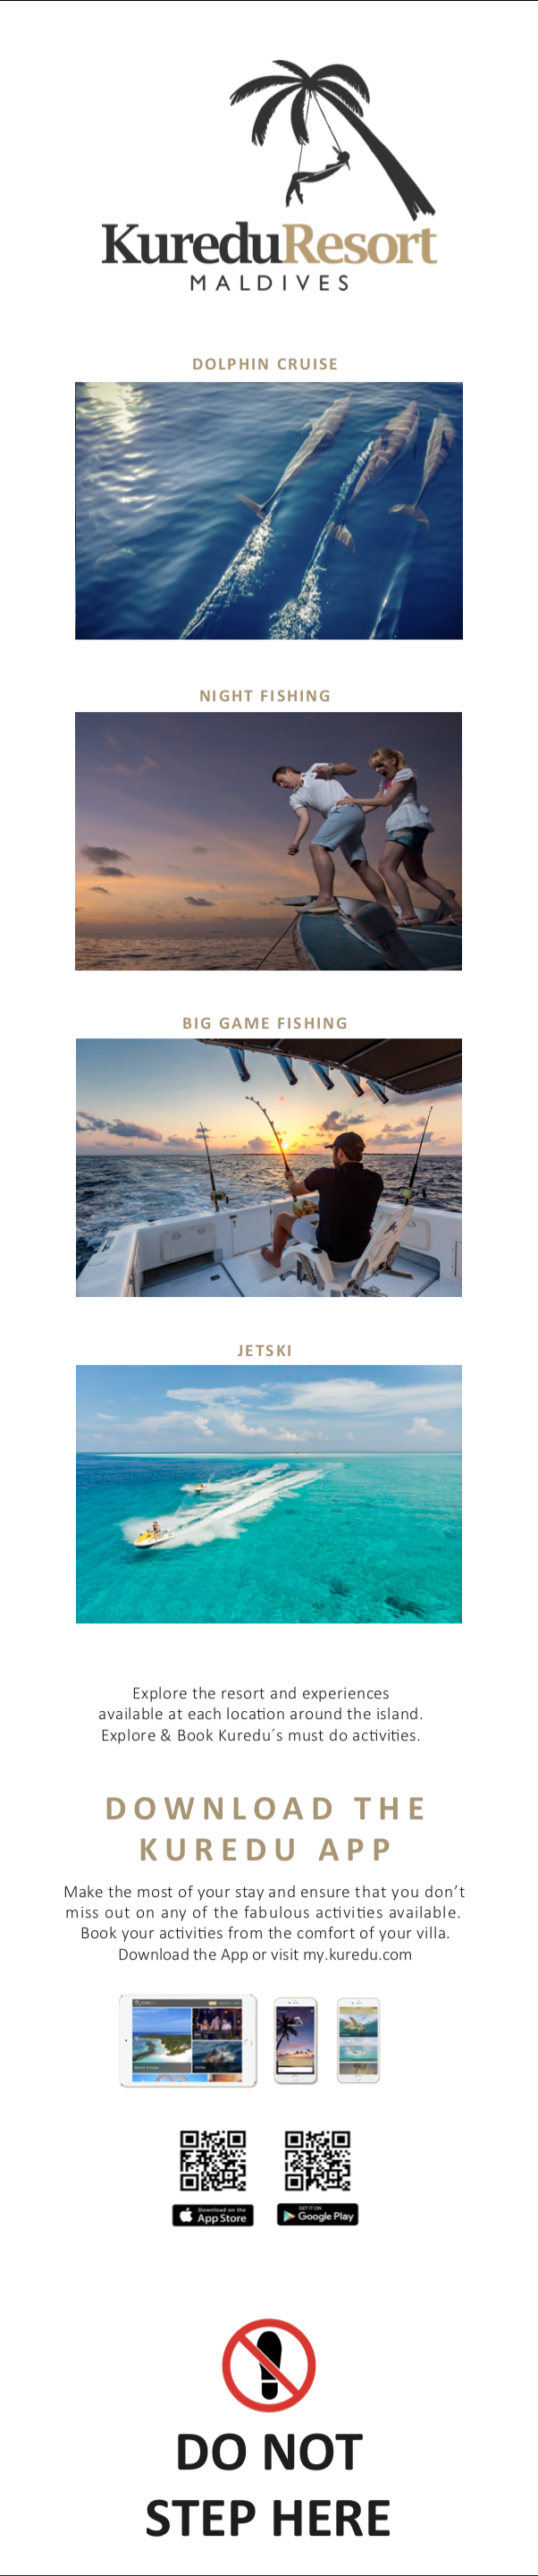 KureduResort
MALDIVES
DOLPHIN CRUISE
NIGHT FISHING
BIG GAME FISHING
JETSKI
Explore the resort and experiences
available at each location around the island.
Explore & Book Kuredu´s must do activities.
DOWNLOAD THE
KUREDU APP
Make the most of your stay and ensure that you don’t
miss out on any of the fabulous activities available.
Book your activities from the comfort of your villa.
Download the App or visit my.kuredu.com
Download on the
App Store
GET IT ON
Google Play
DO NOT
STEP HERE